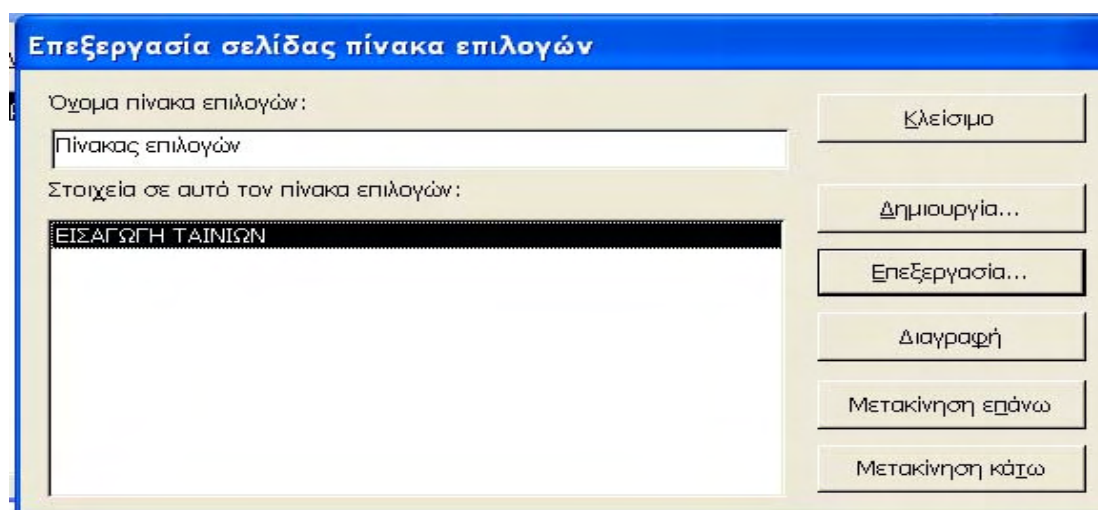 Επεξεργασία σελίδας πίνακα επιλογών
Όνομα πίνακα επιλογών:
Πίνακας επιλογών
Στοιχεία σε αυτό τον πίνακα επιλογών:
ΕΙΣΑΓΩΓΗ ΤΑΙΝΙΩΝ
Κλείσιμο
Δημιουργία...
Επεξεργασία...
Διαγραφή
Μετακίνηση επάνω
Μετακίνηση κάτω